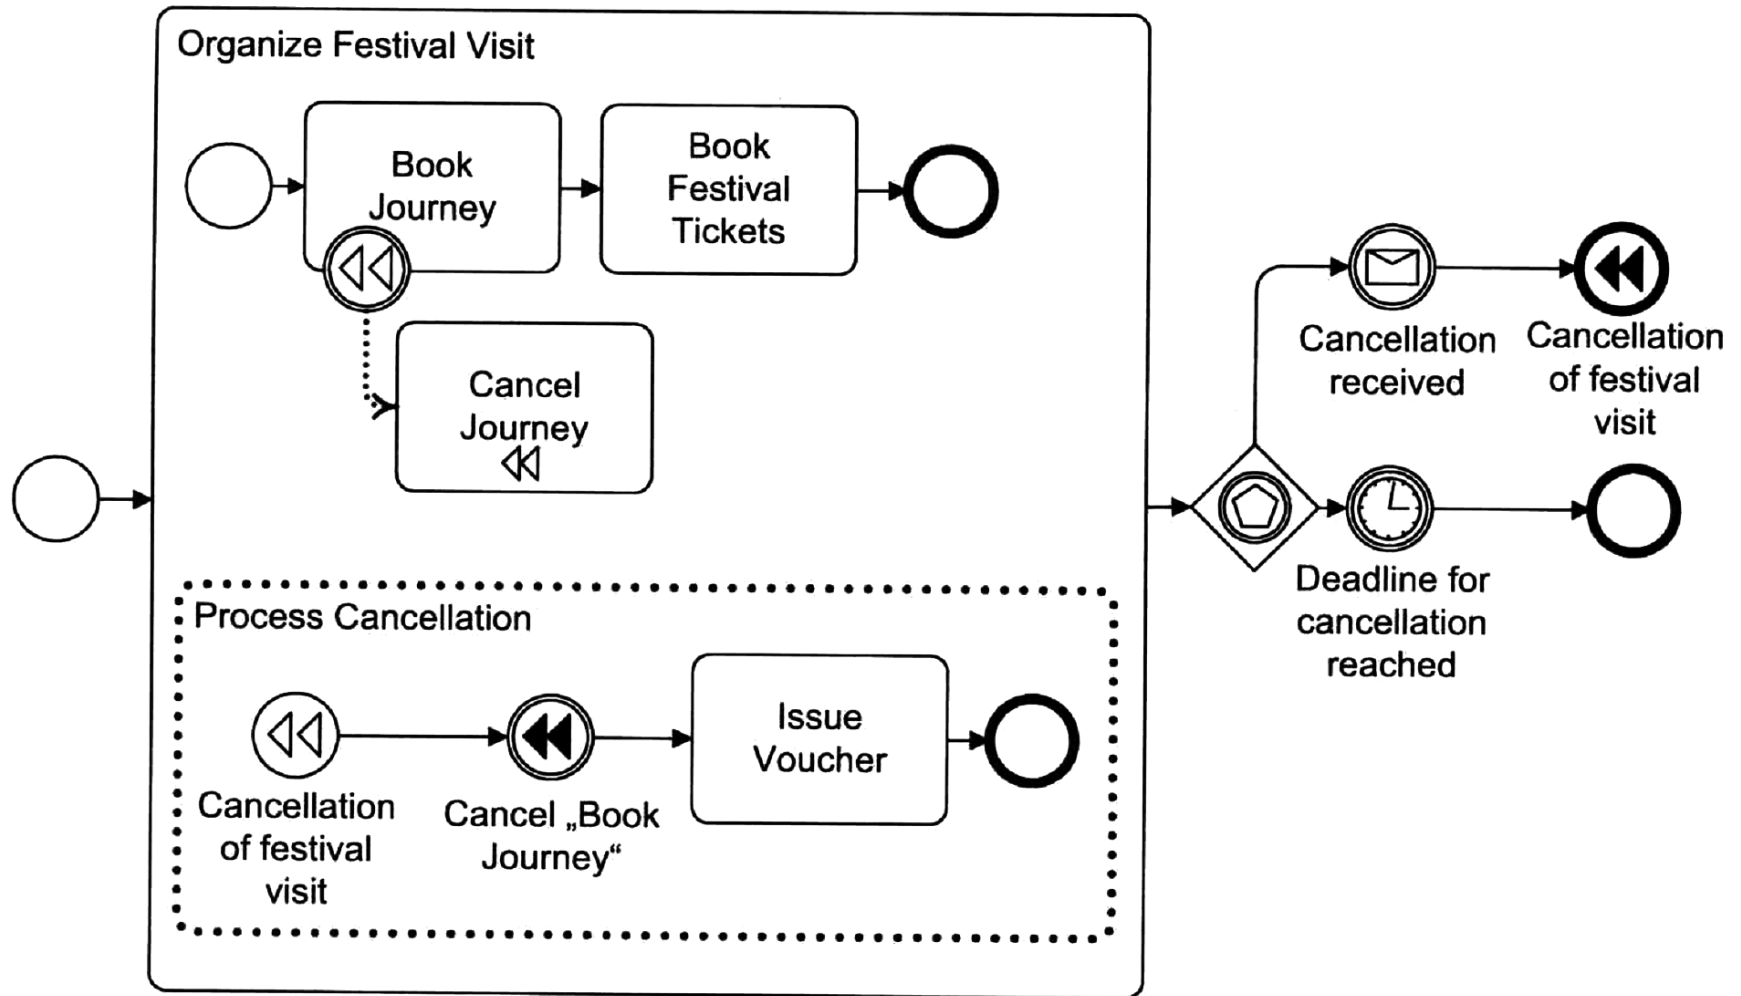 Organize Festival Visit
Book
Journey
Book
Festival
Tickets
Cancel
Journey
Cancellation
received
Cancellation
of festival
visit
Deadline for
cancellation
reached
Process Cancellation
Cancellation
of festival
visit
Cancel „Book
Journey“
Issue
Voucher